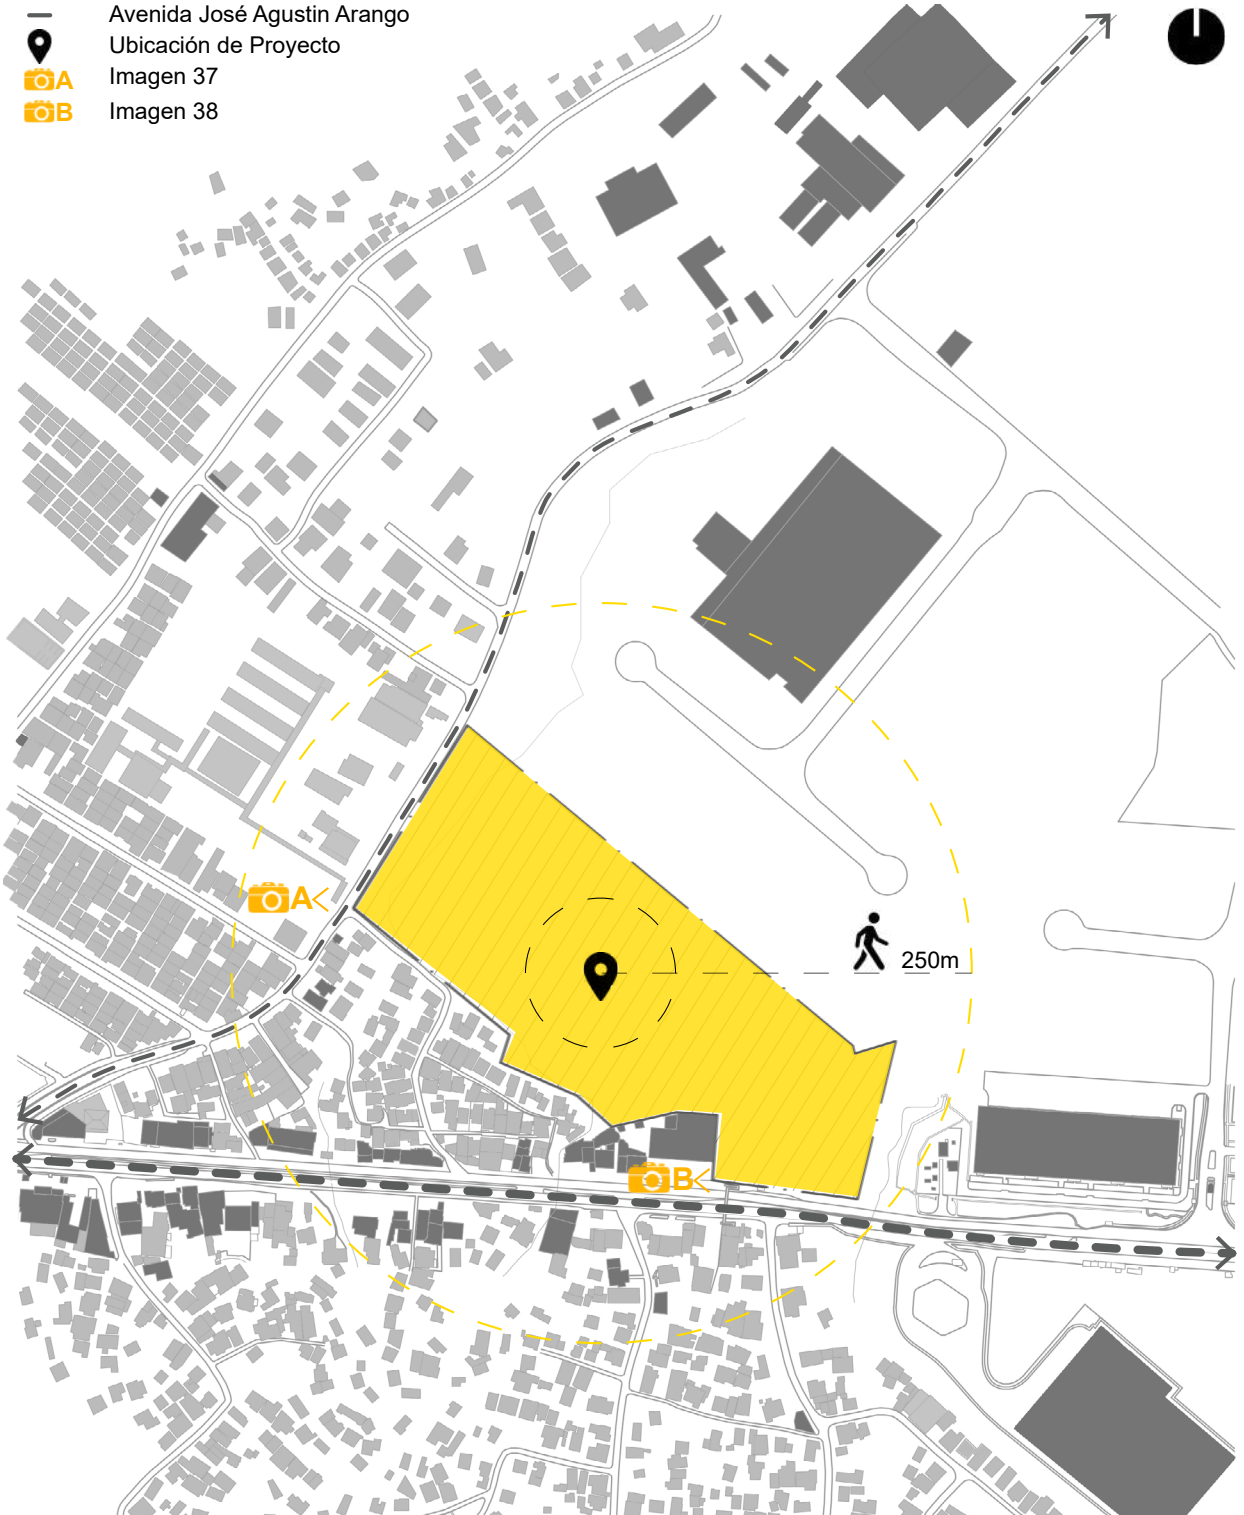 Avenida José Agustin Arango
Ubicación de Proyecto
A Imagen 37
B Imagen 38
A
250m
B